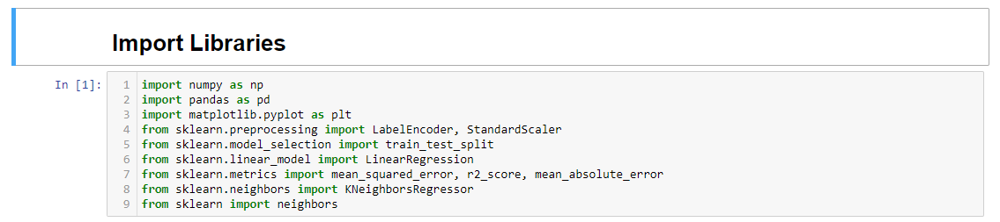 Import Libraries
In [1]:
1 import numpy as np
2 import pandas as pd
3 import matplotlib.pyplot as plt
4 from sklearn.preprocessing import LabelEncoder, StandardScaler
5 from sklearn.model_selection import train_test_split
6 from sklearn.linear_model import LinearRegression
7 from sklearn.metrics import mean_squared_error, r2_score, mean_absolute_error
8 from sklearn.neighbors import KNeighborsRegressor
9 from sklearn import neighbors